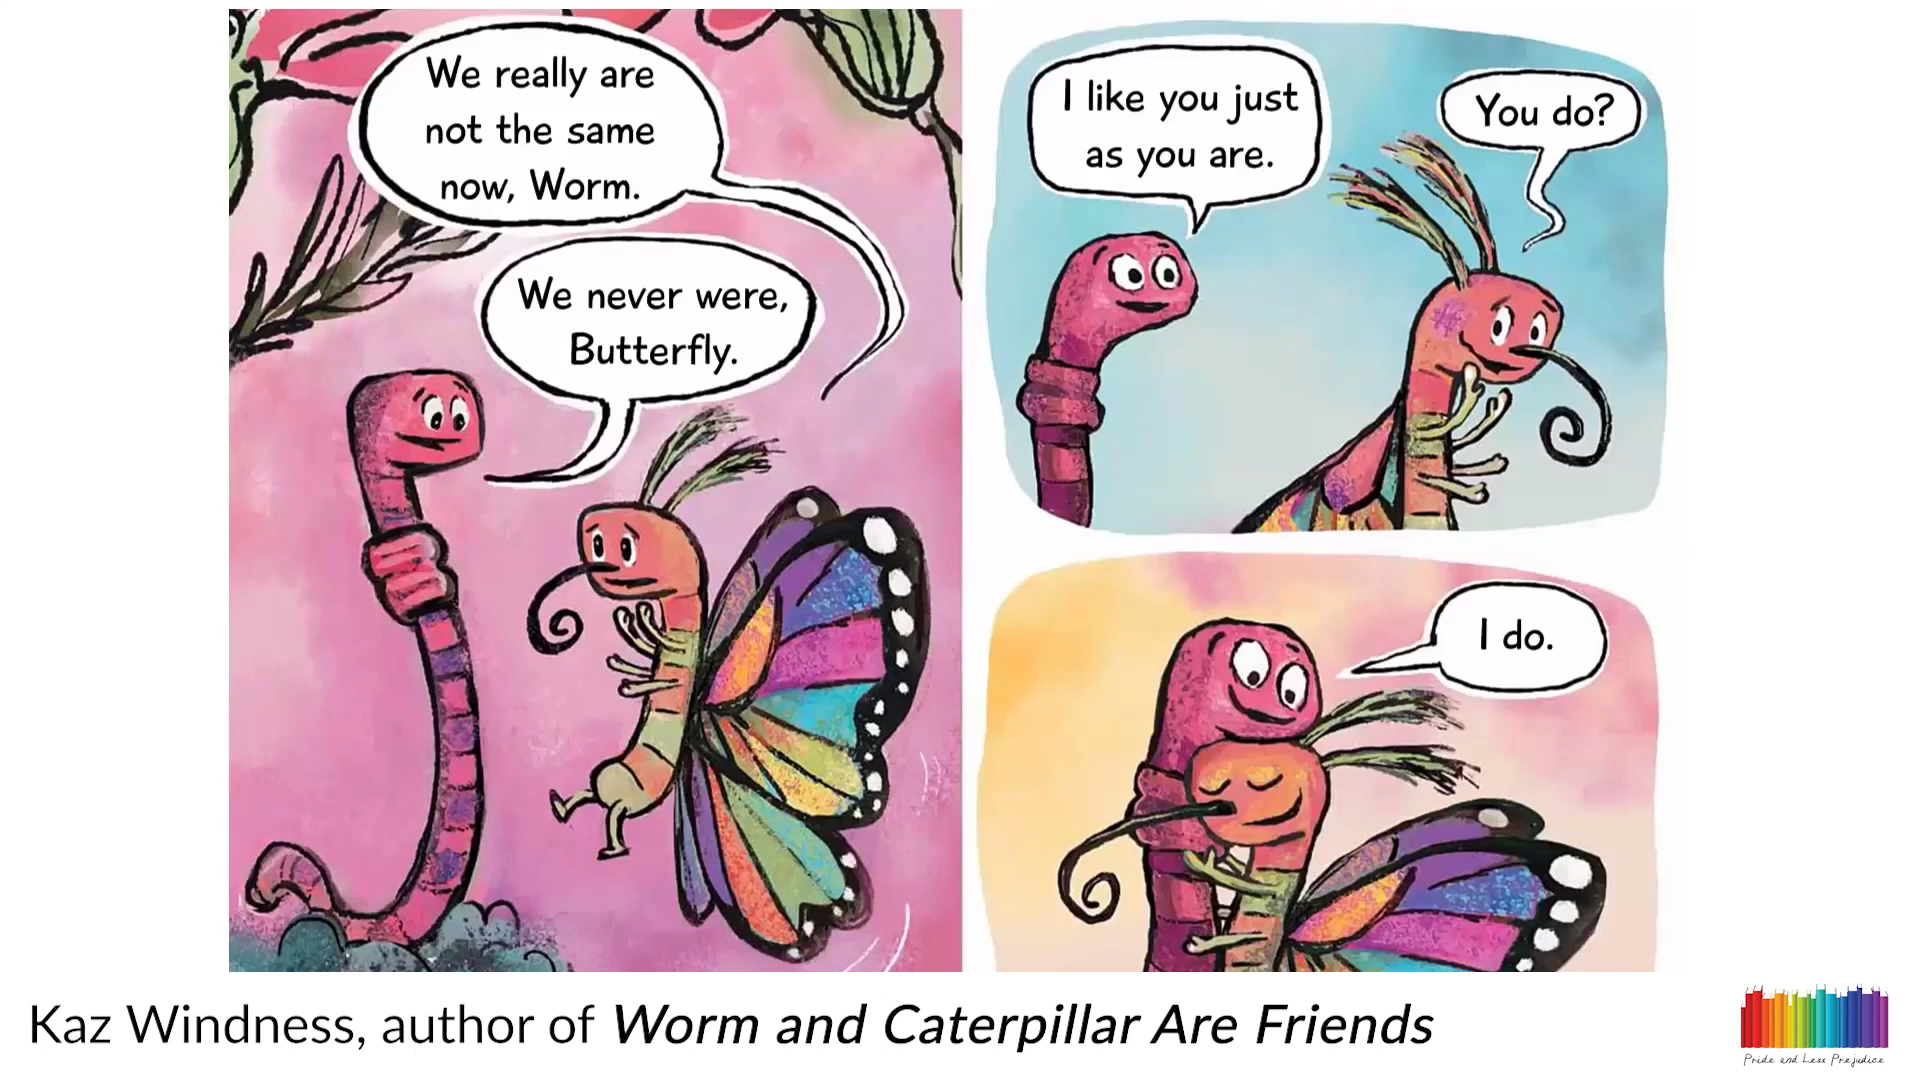 We really are
not the same
now, Worm.
We never were,
Butterfly.
I like you just
as you are.
You do?
I do.
Kaz Windness, author of Worm and Caterpillar Are Friends
Pride and Less Prejudice